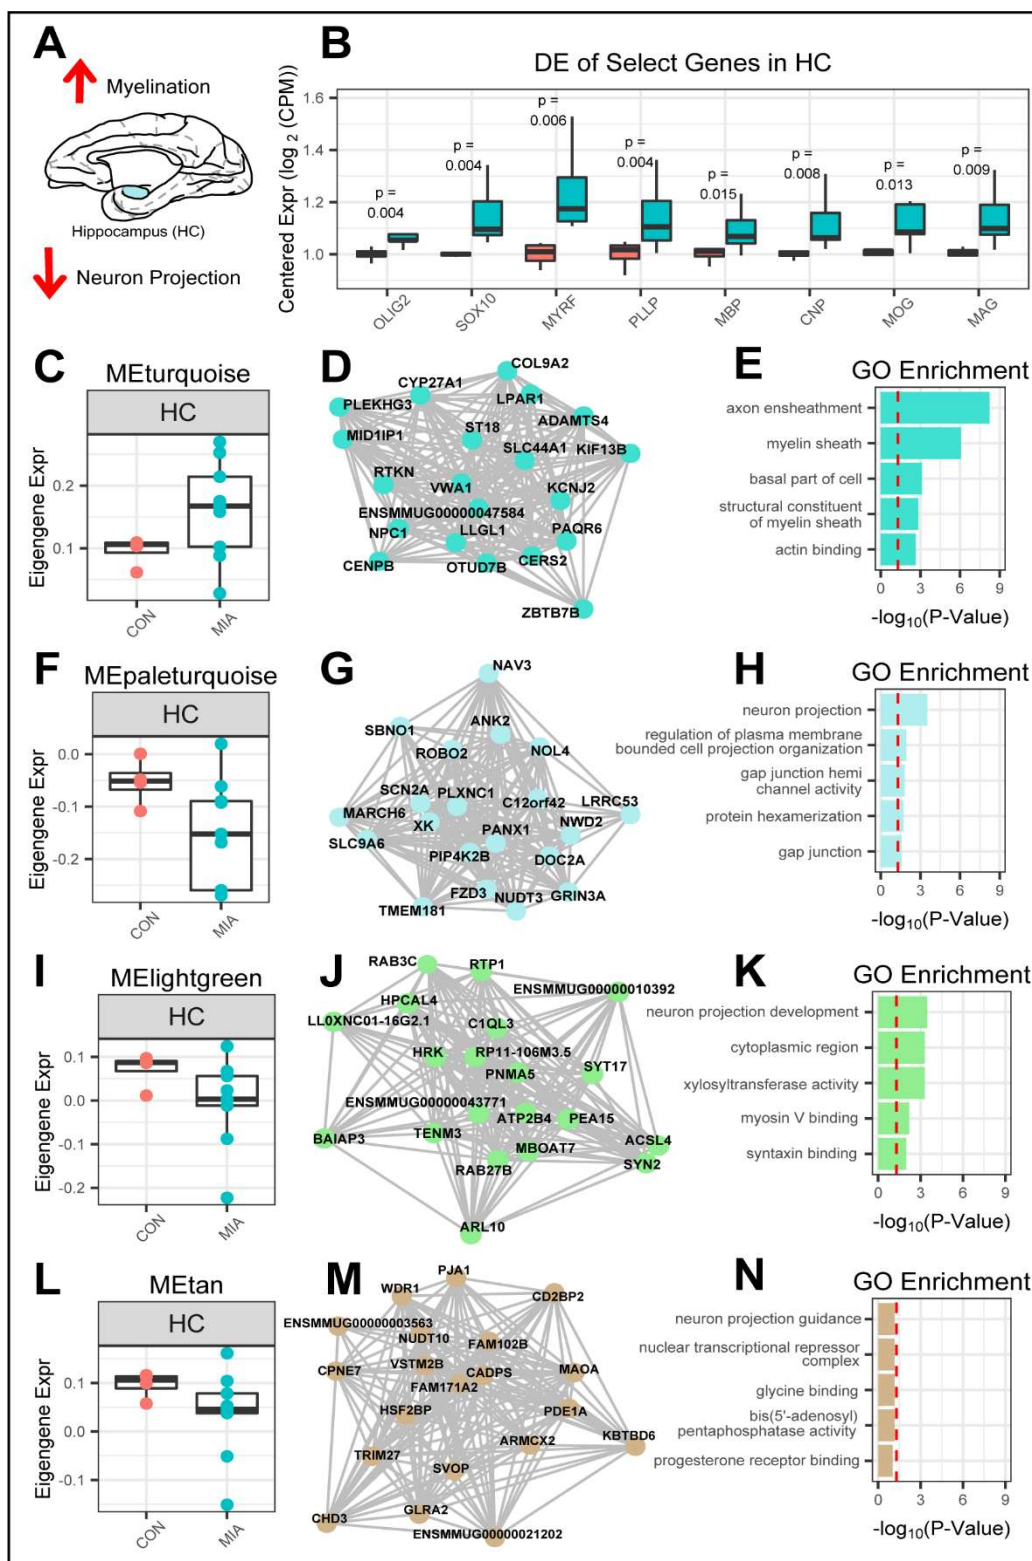 A
Myelination
Hippocampus (HC)
Neuron Projection
B
DE of Select Genes in HC
Centered Expr (log 2 (CPM))
1.6
1.4
1.2
1.0
p =
0.004
p =
0.004
p =
0.006
p =
0.004
p =
0.015
p =
0.008
p =
0.013
p =
0.009
OLIG2
SOX10
MYRF
PLLP
MBP
CNP
MOG
MAG
C
MEturquoise
HC
Eigengene Expr
0.2
0.1
CON
MIA
D
COL9A2
CYP27A1
LPAR1
PLEKHG3
ADAMTS4
ST18
MID1IP1
SLC44A1
KIF13B
RTKN
VWA1
KCNJ2
ENSMMUG00000047584
NPC1
LLGL1
PAQR6
CENPB
OTUD7B
CERS2
ZBTB7B
E
GO Enrichment
axon ensheathment
myelin sheath
basal part of cell
structural constituent
of myelin sheath
actin binding
0 3 6 9
-log10(P-Value)
F
MEpaleturquoise
HC
Eigengene Expr
0.0
-0.1
-0.2
CON
MIA
G
NAV3
SBNO1
ANK2
ROBO2
NOL4
SCN2A
PLXNC1
C12orf42
LRRC53
MARCH6
XK
NWD2
PANX1
SLC9A6
PIP4K2B
DOC2A
FZD3
NUDT3
GRIN3A
TMEM181
H
GO Enrichment
neuron projection
regulation of plasma membrane
bounded cell projection organization
gap junction hemi
channel activity
protein hexamerization
gap junction
0 3 6 9
-log10(P-Value)
I
MElightgreen
HC
Eigengene Expr
0.1
0.0
-0.1
-0.2
CON
MIA
J
RAB3C
RTP1
ENSMMUG00000010392
HPCAL4
LL0XNC01-16G2.1
C1QL3
HRK
RP11-106M3.5
SYT17
PNMA5
ENSMMUG00000043771
ATP2B4
PEA15
BAIAP3
TENM3
ACSL4
MBOAT7
RAB27B
SYN2
ARL10
K
GO Enrichment
neuron projection development
cytoplasmic region
xylosyltransferase activity
myosin V binding
syntaxin binding
0 3 6 9
-log10(P-Value)
L
MEtan
HC
Eigengene Expr
0.1
0.0
-0.1
CON
MIA
M
PJA1
WDR1
CD2BP2
ENSMMUG00000003563
NUDT10
FAM102B
CPNE7
VSTM2B
CADPS
MAOA
FAM171A2
HSF2BP
PDE1A
ARMCX2
KBTBD6
TRIM27
SVOP
CHD3
GLRA2
ENSMMUG00000021202
N
GO Enrichment
neuron projection guidance
nuclear transcriptional repressor
complex
glycine binding
bis(5'-adenosyl)
pentaphosphatase activity
progesterone receptor binding
0 3 6 9
-log10(P-Value)